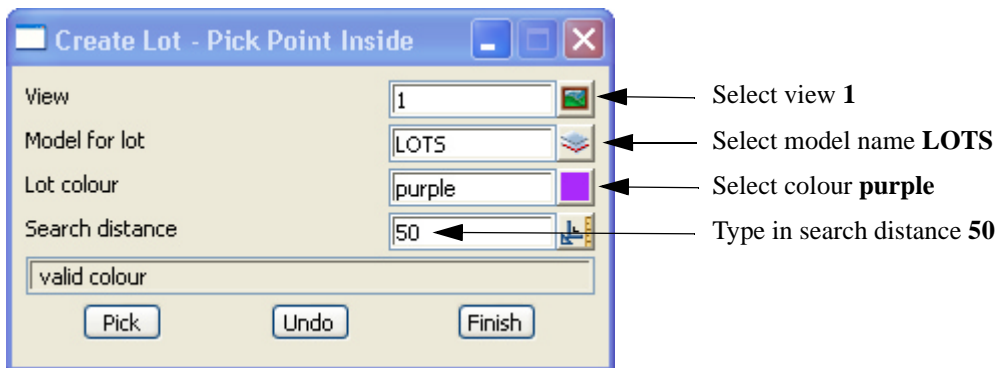 Create Lot - Pick Point Inside
View 1 Select view 1
Model for lot LOTS Select model name LOTS
Lot colour purple Select colour purple
Search distance 50 Type in search distance 50
valid colour
Pick Undo Finish